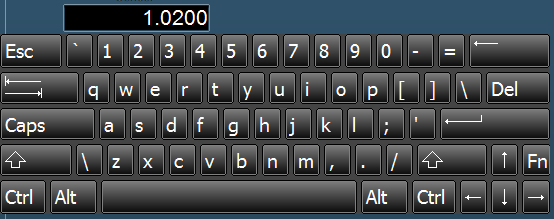 1.0200
Esc ` 1 2 3 4 5 6 7 8 9 0 - = ←
q w e r t y u i o p [ ] \ Del
Caps a s d f g h j k l ; '
\ z x c v b n m , . / ↑ Fn
Ctrl Alt Alt Ctrl ← ↓ →